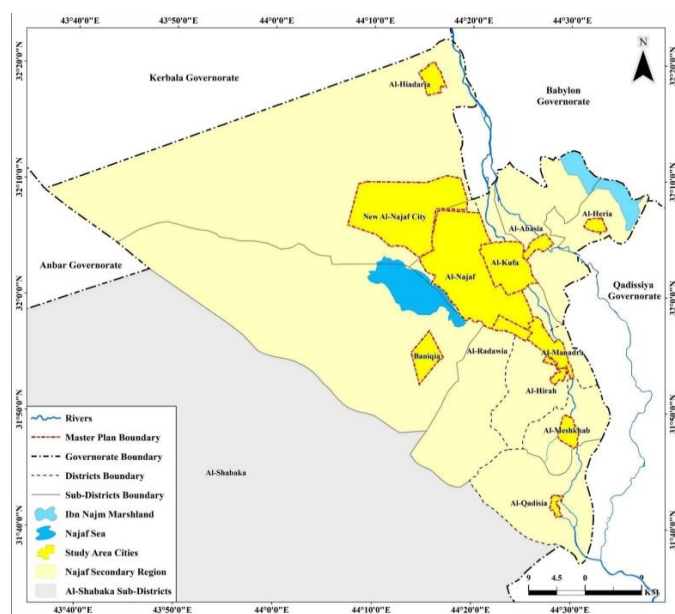 43°40'0"E 43°50'0"E 44°10'0"E 44°20'0"E 44°30'0"E
32°20'0"N
32°10'0"N
32°0'0"N
31°50'0"N
31°40'0"N
N
Kerbala Governorate
Al-Hiadaria
Babylon
Governorate
New Al-Najaf City
Al-Heria
Al-Abasia
Al-Kufa
Anbar Governorate
Al-Najaf
Qadissiya
Governorate
Al-Radawia
Al-Manadra
Baniqia
Al-Hirah
Al-Meshkhab
Al-Shabaka
Al-Qadisia
Rivers
Master Plan Boundary
Governorate Boundary
Districts Boundary
Sub-Districts Boundary
Ibn Najm Marshland
Najaf Sea
Study Area Cities
Najaf Secondary Region
Al-Shabaka Sub-Districts
9 4.5 0 9
KM
43°40'0"E 43°50'0"E 44°0'0"E 44°10'0"E 44°20'0"E 44°30'0"E